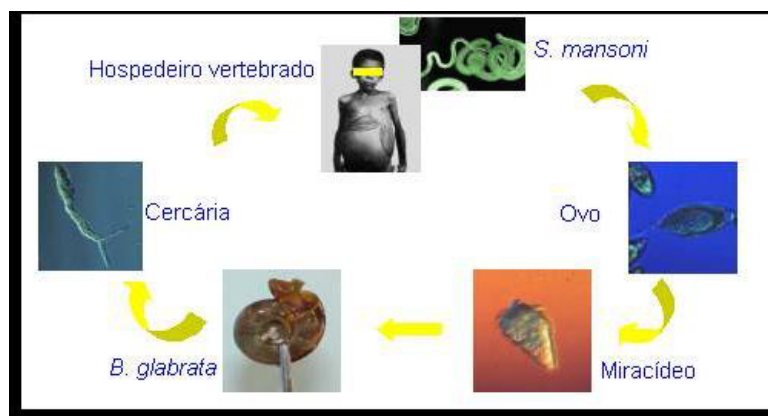 Hospedeiro vertebrado
S. mansoni
Cercária
Ovo
B. glabrata
Miracídeo